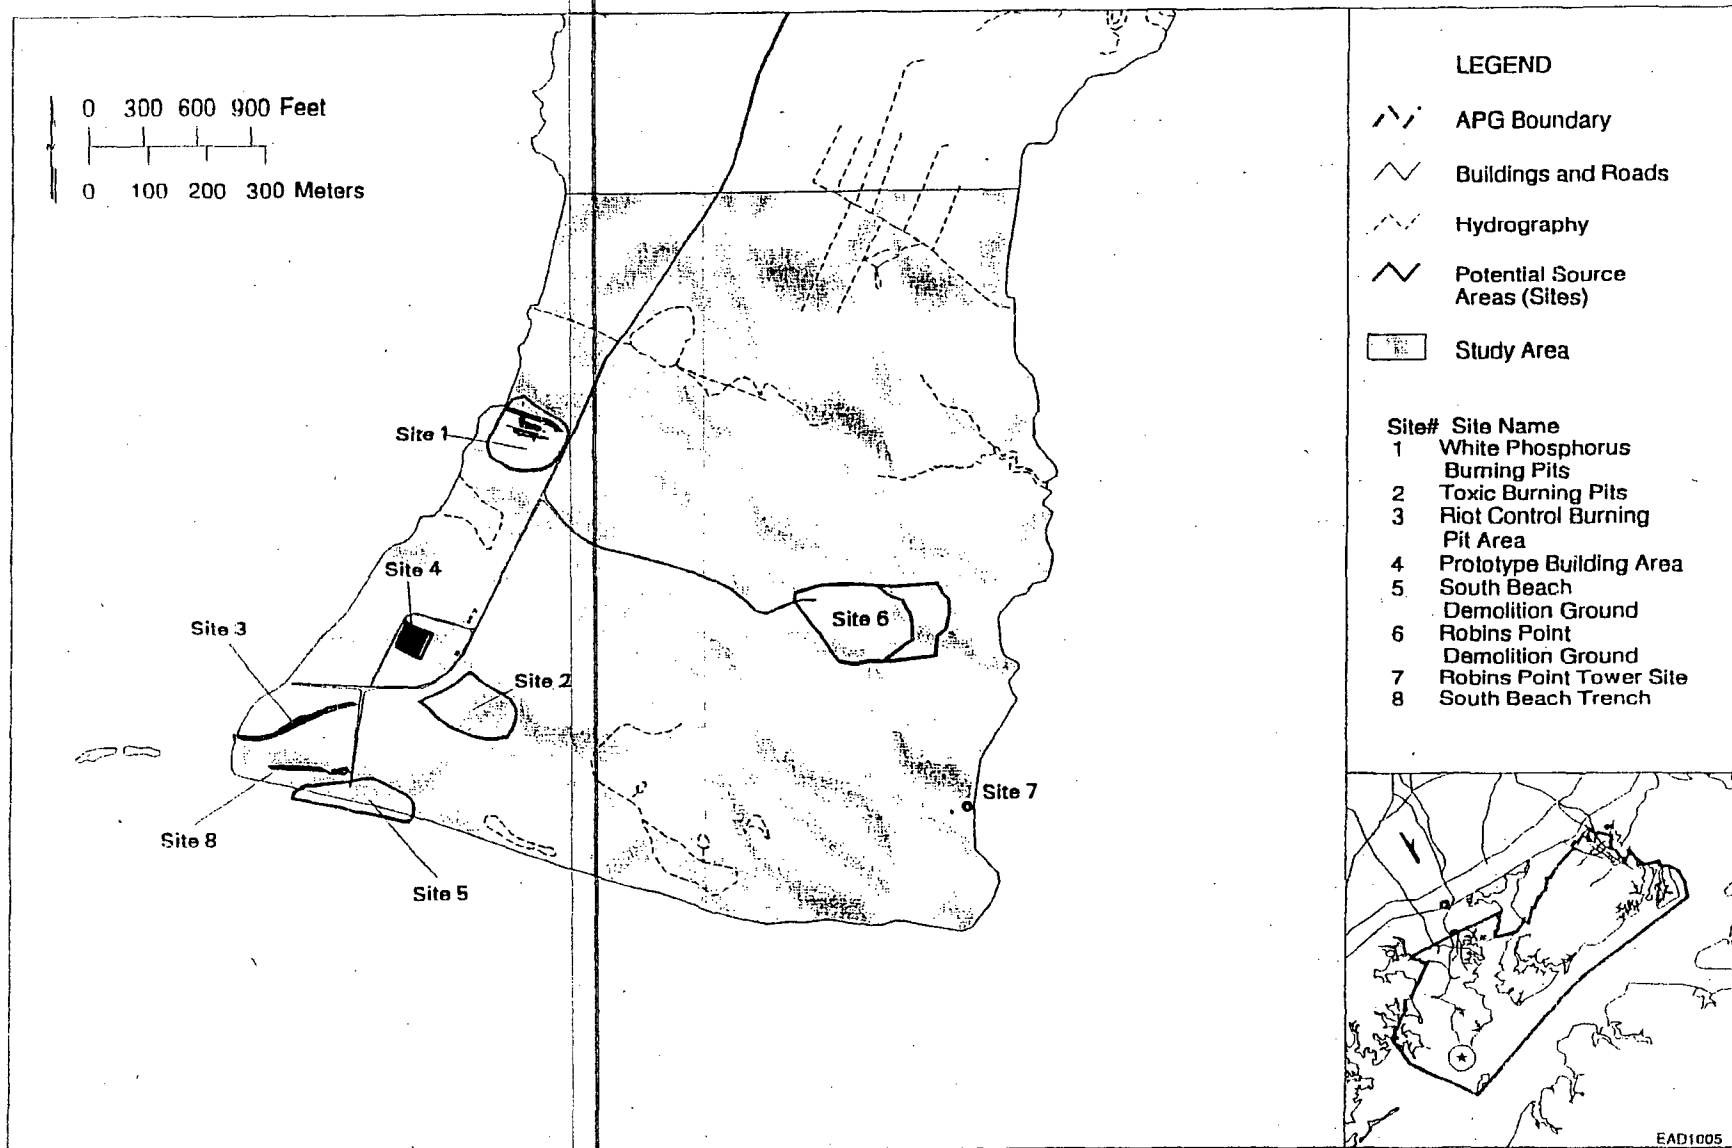 0 300 600 900 Feet
0 100 200 300 Meters
Site 1
Site 4
Site 3
Site 2
Site 6
Site 7
Site 8
Site 5
LEGEND
APG Boundary
Buildings and Roads
Hydrography
Potential Source
Areas (Sites)
Study Area
Site# Site Name
1 White Phosphorus
Burning Pits
2 Toxic Burning Pits
3 Riot Control Burning
Pit Area
4 Prototype Building Area
5 South Beach
Demolition Ground
6 Robins Point
Demolition Ground
7 Robins Point Tower Site
8 South Beach Trench
EAD1005